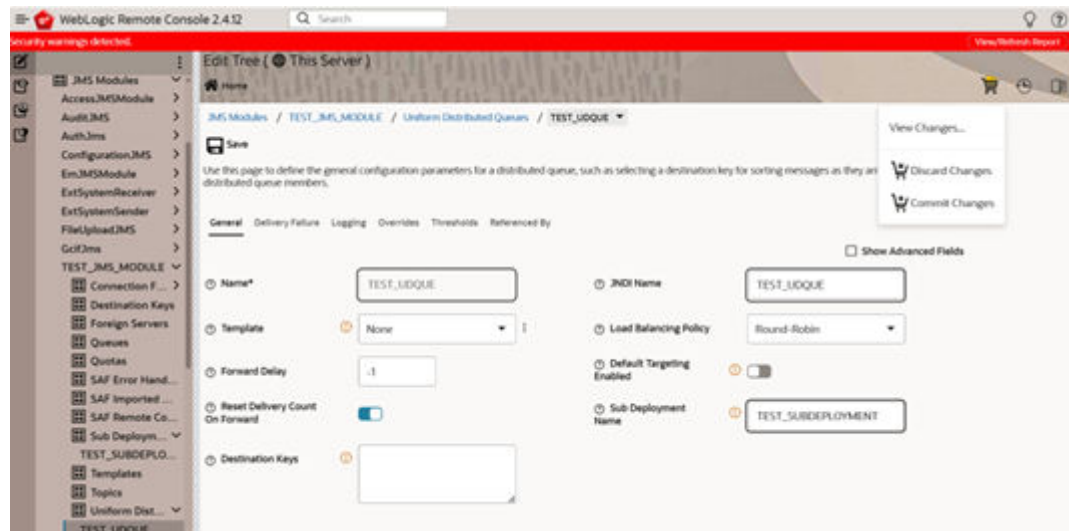 WebLogic Remote Console 2.4.12
Search
security warnings detected.
View/Refresh Report
Edit Tree ( This Server )
Home
JMS Modules
AccessJMSModule
AuditJMS
AuthJms
ConfigurationJMS
EmJMSModule
ExtSystemReceiver
ExtSystemSender
FileUploadJMS
GcifJms
TEST_JMS_MODULE
Connection F...
Destination Keys
Foreign Servers
Queues
Quotas
SAF Error Hand...
SAF Imported ...
SAF Remote Co...
Sub Deploym...
TEST_SUBDEPLO...
Templates
Topics
Uniform Dist...
TEST_UDQUE
JMS Modules / TEST_JMS_MODULE / Uniform Distributed Queues / TEST_UDQUE
Save
Use this page to define the general configuration parameters for a distributed queue, such as selecting a destination key for sorting messages as they
distributed queue members.
View Changes...
Discard Changes
Commit Changes
General Delivery Failure Logging Overrides Thresholds Referenced By
Show Advanced Fields
Name* TEST_UDQUE
JNDI Name TEST_UDQUE
Template None
Load Balancing Policy Round-Robin
Forward Delay -1
Default Targeting
Enabled
Reset Delivery Count
On Forward
Sub Deployment
Name TEST_SUBDEPLOYMENT
Destination Keys